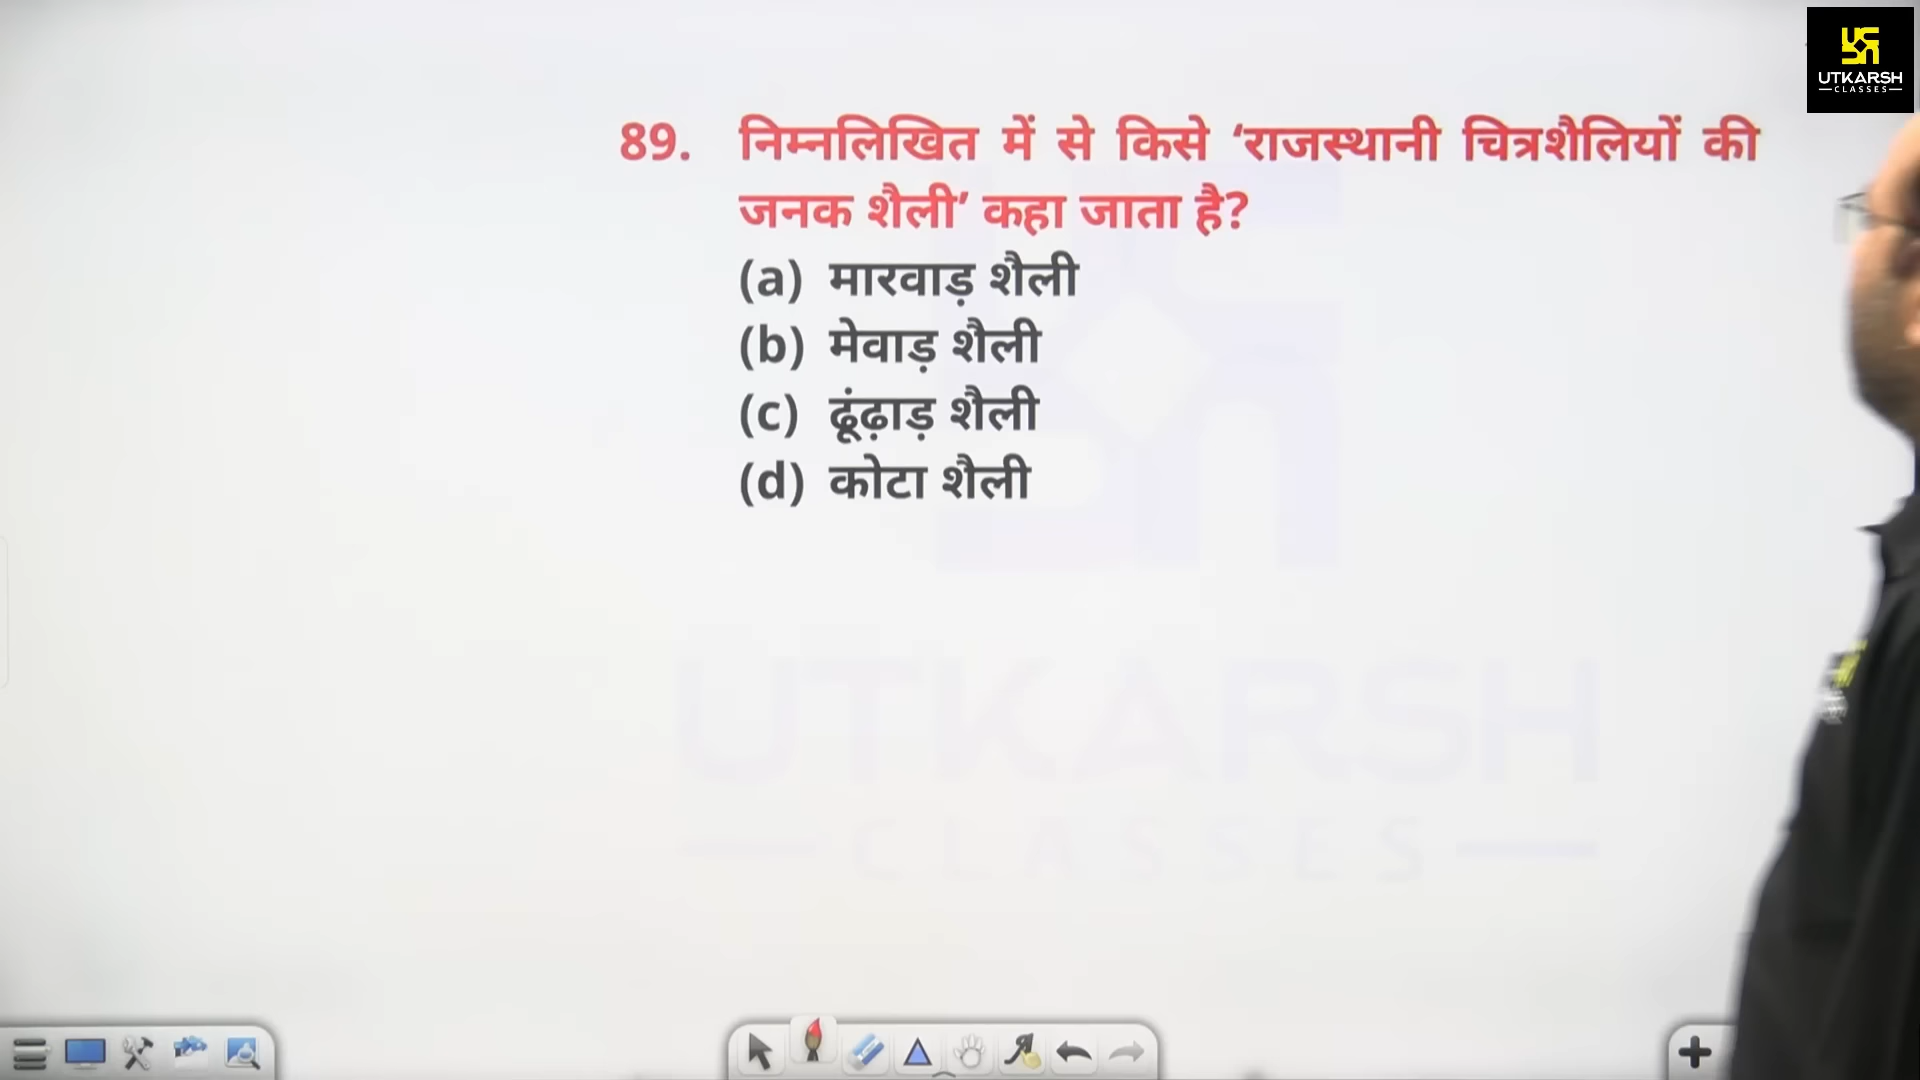 UTKARSH
CLASSES
89. निम्नलिखित में से किसे ‘राजस्थानी चित्रशैलियों की
जनक शैली’ कहा जाता है?
(a) मारवाड़ शैली
(b) मेवाड़ शैली
(c) ढूंढ़ाड़ शैली
(d) कोटा शैली
UTKARSH
CLASSES